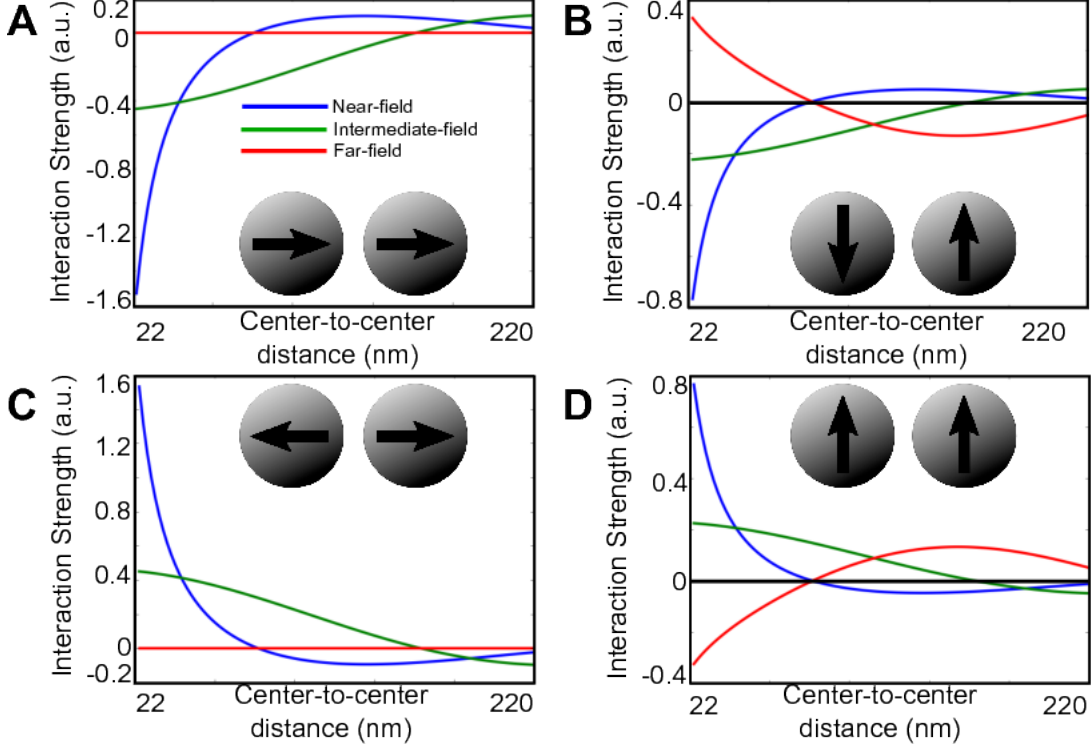 A
Interaction Strength (a.u.)
0.2
0
-0.4
-0.8
-1.2
-1.6
Near-field
Intermediate-field
Far-field
22
Center-to-center
220
distance (nm)
B
Interaction Strength (a.u.)
0.4
0
-0.4
-0.8
22
Center-to-center
220
distance (nm)
C
Interaction Strength (a.u.)
1.6
1.2
0.8
0.4
0
-0.2
22
Center-to-center
220
distance (nm)
D
Interaction Strength (a.u.)
0.8
0.4
0
-0.4
22
Center-to-center
220
distance (nm)